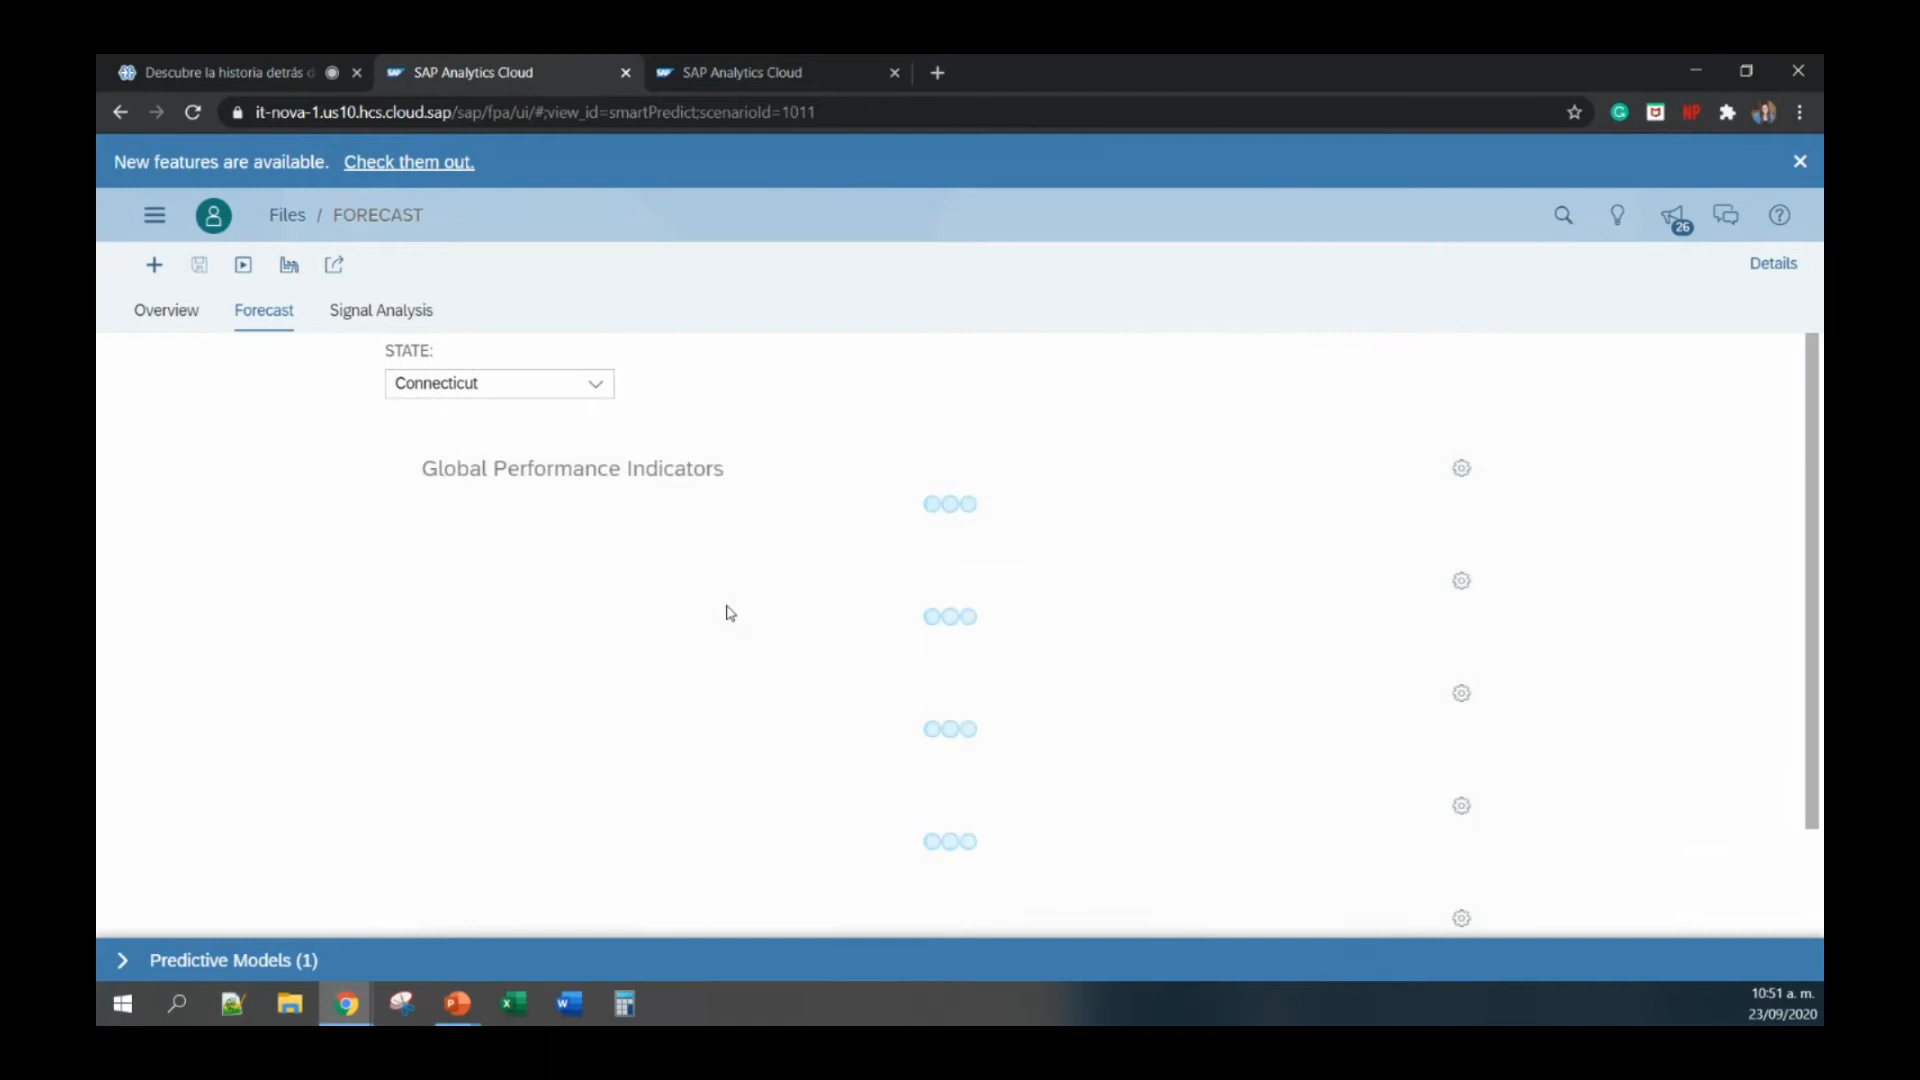 Descubre la historia detrás d
SAP Analytics Cloud
SAP Analytics Cloud
it-nova-1.us10.hcs.cloud.sap/sap/fpa/ui/#;view_id=smartPredict;scenarioId=1011
New features are available. Check them out.
Files / FORECAST
26
Details
Overview Forecast Signal Analysis
STATE:
Connecticut
Global Performance Indicators
Predictive Models (1)
10:51 a. m.
23/09/2020